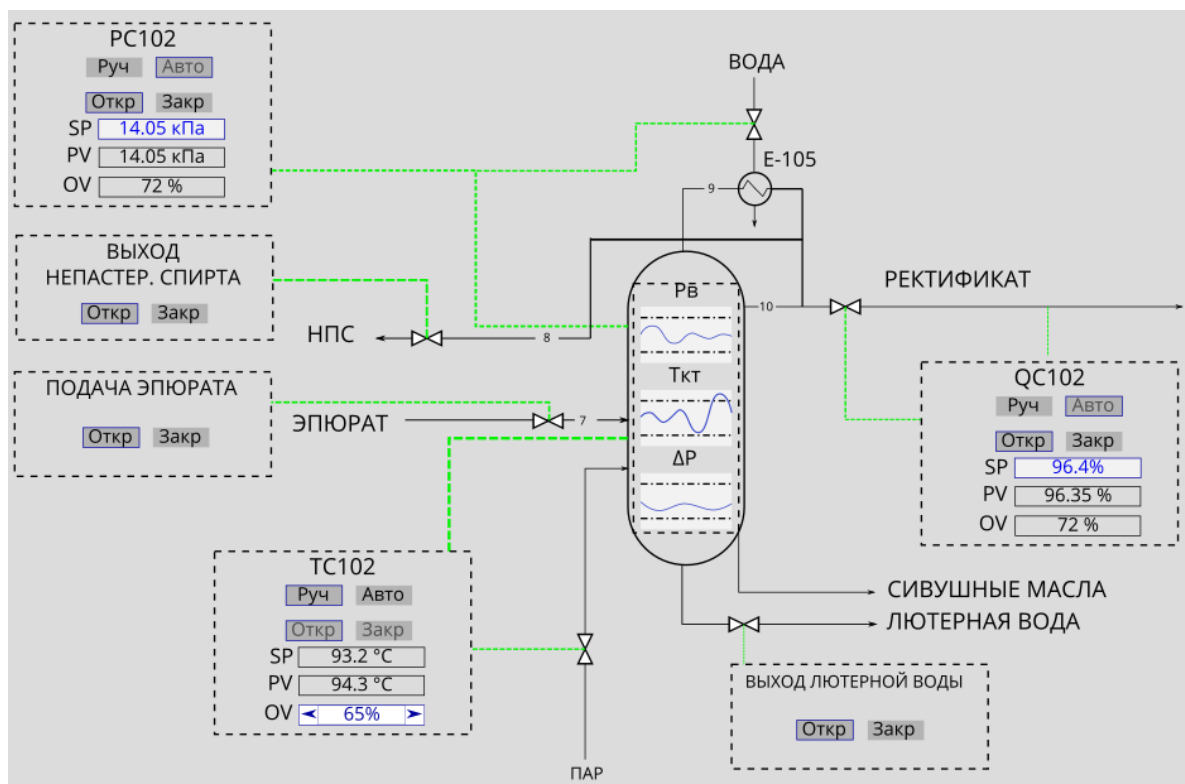 PC102
Руч Авто
Откр Закр
SP 14.05 кПа
PV 14.05 кПа
OV 72 %
ВОДА
E-105
9
ВЫХОД
НЕПАСТЕР. СПИРТА
Откр Закр
НПС
8
PВ
10
РЕКТИФИКАТ
ПОДАЧА ЭПЮРАТА
Откр Закр
ЭПЮРАТ
7
Tкт
ΔP
QC102
Руч Авто
Откр Закр
SP 96.4%
PV 96.35 %
OV 72 %
TC102
Руч Авто
Откр Закр
SP 93.2 °C
PV 94.3 °C
OV 65%
ПАР
СИВУШНЫЕ МАСЛА
ЛЮТЕРНАЯ ВОДА
ВЫХОД ЛЮТЕРНОЙ ВОДЫ
Откр Закр